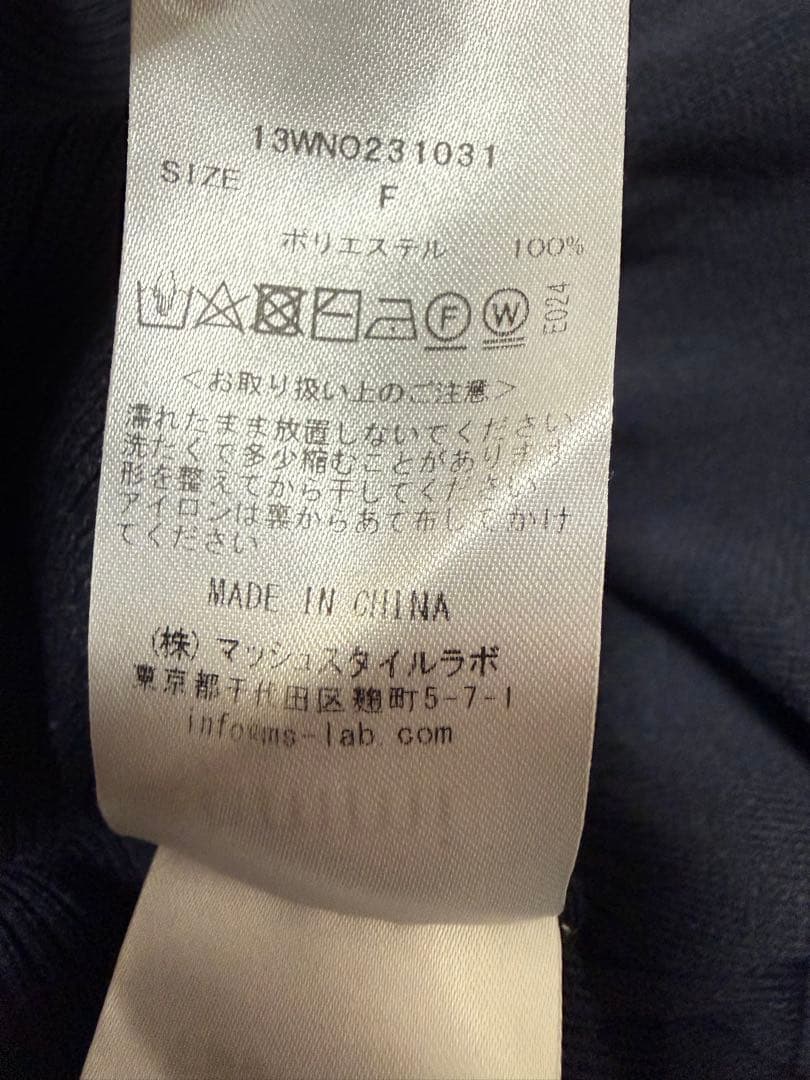 13WNO231031
SIZE
F
ポリエステル 100%
F W E024
<お取り扱い上のご注意>
濡れたまま放置しないでください
洗たくで多少縮むことがあります
形を整えてから干してください
アイロンは裏からあて布してかけ
てください
MADE IN CHINA
(株)マッシュスタイルラボ
東京都千代田区麹町5-7-1
info@ms-lab.com